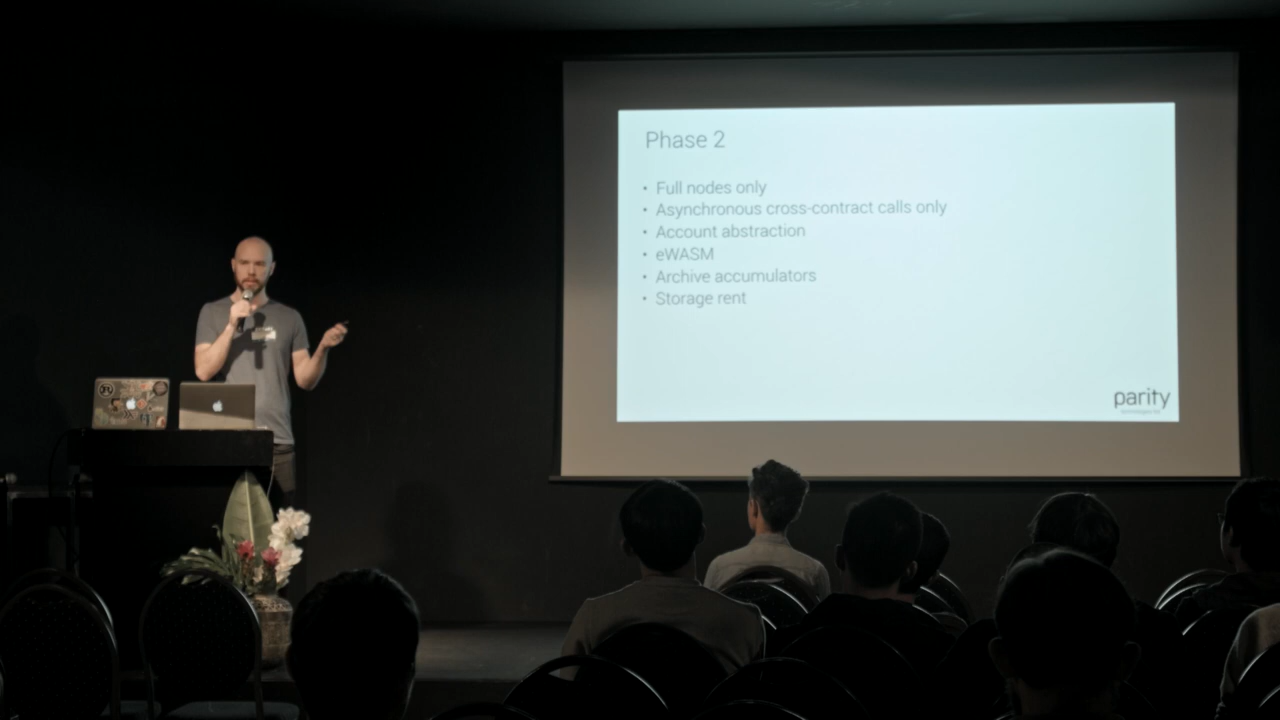 Phase 2
• Full nodes only
• Asynchronous cross-contract calls only
• Account abstraction
• eWASM
• Archive accumulators
• Storage rent
parity